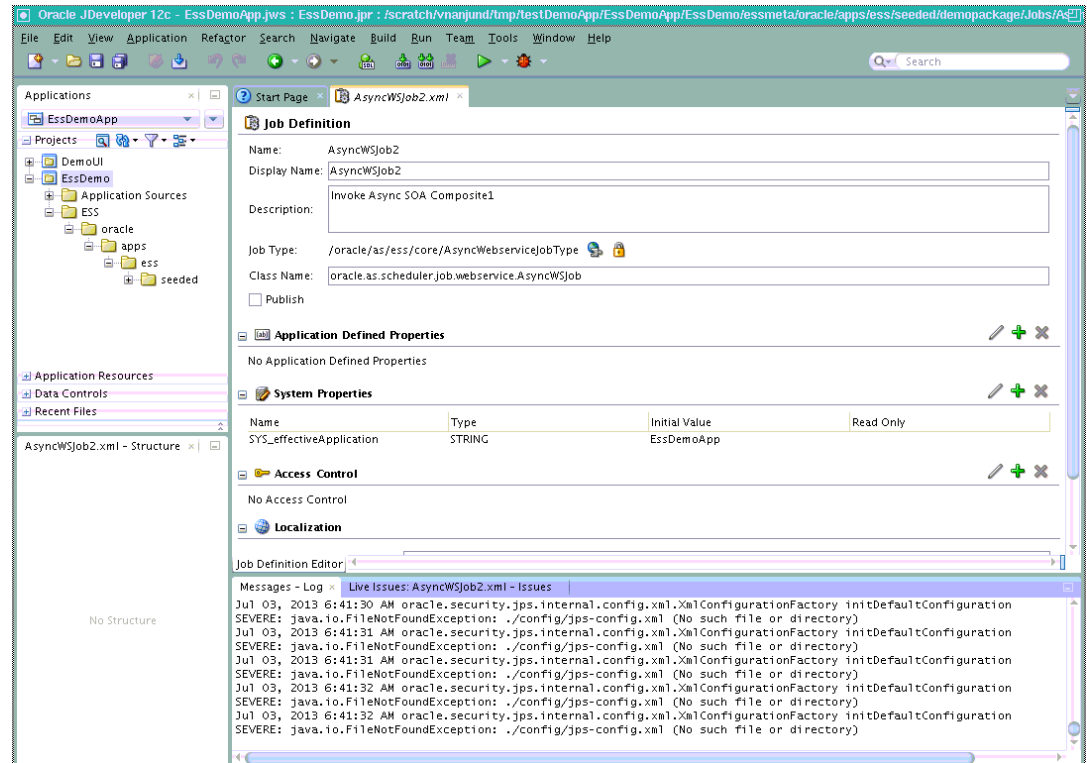 Oracle JDeveloper 12c - EssDemoApp.jws : EssDemo.jpr : /scratch/vnanjund/tmp/testDemoApp/EssDemoApp/EssDemo/essmeta/oracle/apps/ess/seeded/demopackage/Jobs/As
File Edit View Application Refactor Search Navigate Build Run Team Tools Window Help
Search
Applications
EssDemoApp
Projects
DemoUI
EssDemo
Application Sources
ESS
oracle
apps
ess
seeded
Application Resources
Data Controls
Recent Files
AsyncWSJob2.xml - Structure
No Structure
Start Page AsyncWSJob2.xml
Job Definition
Name: AsyncWSJob2
Display Name: AsyncWSJob2
Description: Invoke Async SOA Composite1
Job Type: /oracle/as/ess/core/AsyncWebserviceJobType
Class Name: oracle.as.scheduler.job.webservice.AsyncWSJob
Publish
Application Defined Properties
No Application Defined Properties
System Properties
Name Type Initial Value Read Only
SYS_effectiveApplication STRING EssDemoApp
Access Control
No Access Control
Localization
Job Definition Editor
Messages - Log Live Issues: AsyncWSJob2.xml - Issues
Jul 03, 2013 6:41:30 AM oracle.security.jps.internal.config.xml.XmlConfigurationFactory initDefaultConfiguration
SEVERE: java.io.FileNotFoundException: ./config/jps-config.xml (No such file or directory)
Jul 03, 2013 6:41:31 AM oracle.security.jps.internal.config.xml.XmlConfigurationFactory initDefaultConfiguration
SEVERE: java.io.FileNotFoundException: ./config/jps-config.xml (No such file or directory)
Jul 03, 2013 6:41:31 AM oracle.security.jps.internal.config.xml.XmlConfigurationFactory initDefaultConfiguration
SEVERE: java.io.FileNotFoundException: ./config/jps-config.xml (No such file or directory)
Jul 03, 2013 6:41:32 AM oracle.security.jps.internal.config.xml.XmlConfigurationFactory initDefaultConfiguration
SEVERE: java.io.FileNotFoundException: ./config/jps-config.xml (No such file or directory)
Jul 03, 2013 6:41:32 AM oracle.security.jps.internal.config.xml.XmlConfigurationFactory initDefaultConfiguration
SEVERE: java.io.FileNotFoundException: ./config/jps-config.xml (No such file or directory)